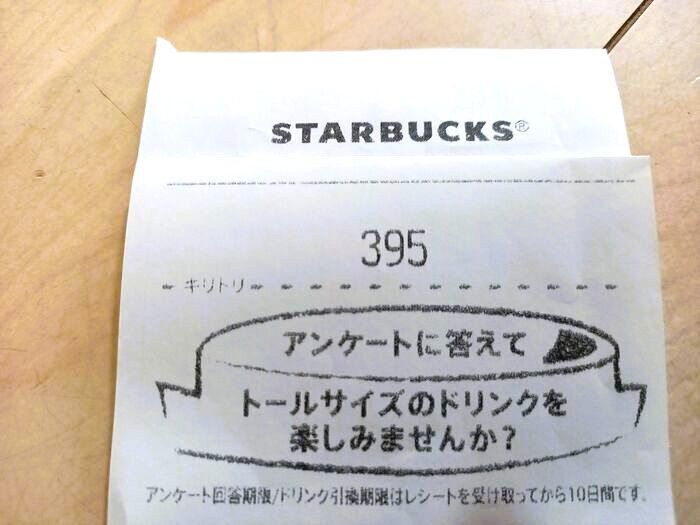 STARBUCKS®
395
キリトリ
アンケートに答えて
トールサイズのドリンクを
楽しみませんか?
アンケート回答期限/ドリンク引換期限はレシートを受け取ってから10日間です。